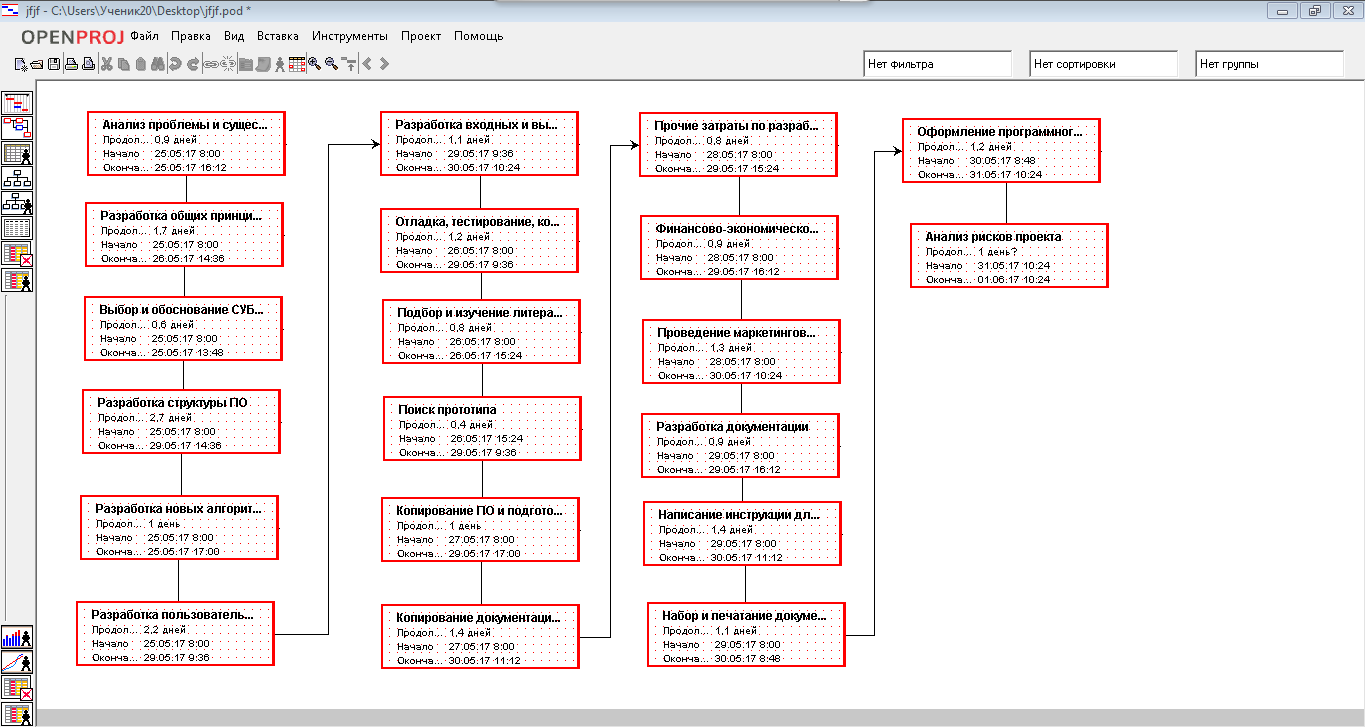 jfjf - C:\Users\Ученик20\Desktop\jfjf.pod *
OPENPROJ Файл Правка Вид Вставка Инструменты Проект Помощь
Нет фильтра
Нет сортировки
Нет группы
Анализ проблемы и сущес...
Продол... 0,9 дней
Начало 25.05.17 8:00
Оконча... 25.05.17 16:12
Разработка общих принци...
Продол... 1,7 дней
Начало 25.05.17 8:00
Оконча... 26.05.17 14:36
Выбор и обоснование СУБ...
Продол... 0,6 дней
Начало 25.05.17 8:00
Оконча... 25.05.17 13:48
Разработка структуры ПО
Продол... 2,7 дней
Начало 25.05.17 8:00
Оконча... 29.05.17 14:36
Разработка новых алгорит...
Продол... 1 день
Начало 25.05.17 8:00
Оконча... 25.05.17 17:00
Разработка пользователь...
Продол... 2,2 дней
Начало 25.05.17 8:00
Оконча... 29.05.17 9:36
Разработка входных и вы...
Продол... 1,1 дней
Начало 29.05.17 9:36
Оконча... 30.05.17 10:24
Отладка, тестирование, ко...
Продол... 1,2 дней
Начало 26.05.17 8:00
Оконча... 29.05.17 9:36
Подбор и изучение литера...
Продол... 0,8 дней
Начало 26.05.17 8:00
Оконча... 26.05.17 15:24
Поиск прототипа
Продол... 0,4 дней
Начало 26.05.17 15:24
Оконча... 29.05.17 9:36
Копирование ПО и подгото...
Продол... 1 день
Начало 27.05.17 8:00
Оконча... 29.05.17 17:00
Копирование документаци...
Продол... 1,4 дней
Начало 27.05.17 8:00
Оконча... 30.05.17 11:12
Прочие затраты по разраб...
Продол... 0,8 дней
Начало 28.05.17 8:00
Оконча... 29.05.17 15:24
Финансово-экономическо...
Продол... 0,9 дней
Начало 28.05.17 8:00
Оконча... 29.05.17 16:12
Проведение маркетингов...
Продол... 1,3 дней
Начало 28.05.17 8:00
Оконча... 30.05.17 10:24
Разработка документации
Продол... 0,9 дней
Начало 29.05.17 8:00
Оконча... 29.05.17 16:12
Написание инструкции дл...
Продол... 1,4 дней
Начало 29.05.17 8:00
Оконча... 30.05.17 11:12
Набор и печатание докуме...
Продол... 1,1 дней
Начало 29.05.17 8:00
Оконча... 30.05.17 8:48
Оформление программног...
Продол... 1,2 дней
Начало 30.05.17 8:48
Оконча... 31.05.17 10:24
Анализ рисков проекта
Продол... 1 день?
Начало 31.05.17 10:24
Оконча... 01.06.17 10:24